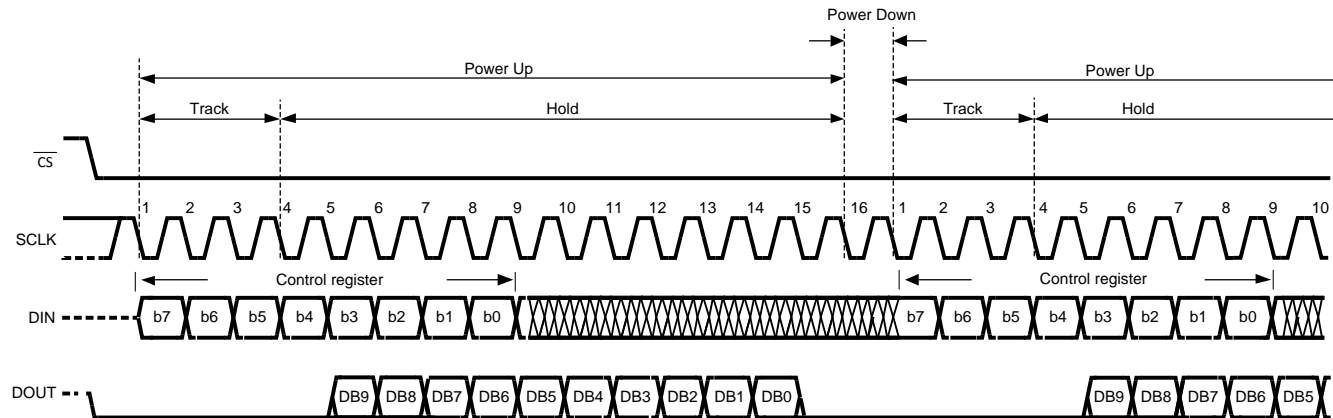 Power Down
Power Up Power Up
Track Hold Track Hold
CS
SCLK 1 2 3 4 5 6 7 8 9 10 11 12 13 14 15 16 1 2 3 4 5 6 7 8 9 10
Control register Control register
DIN b7 b6 b5 b4 b3 b2 b1 b0 b7 b6 b5 b4 b3 b2 b1 b0
DOUT DB9 DB8 DB7 DB6 DB5 DB4 DB3 DB2 DB1 DB0 DB9 DB8 DB7 DB6 DB5